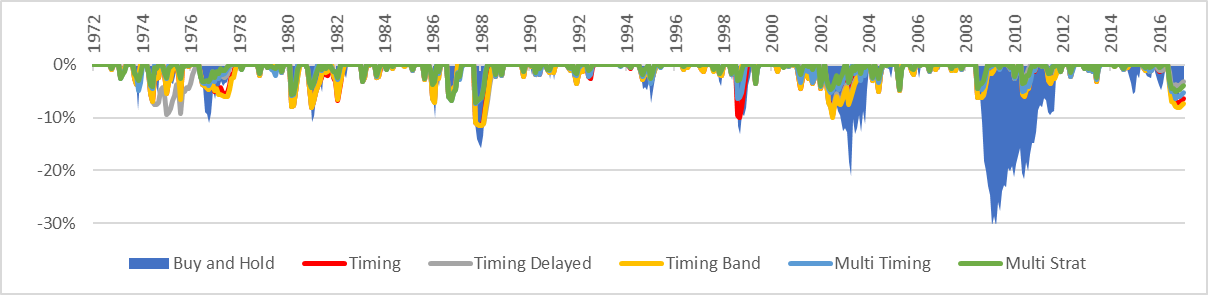 1972 1974 1976 1978 1980 1982 1984 1986 1988 1990 1992 1994 1996 1998 2000 2002 2004 2006 2008 2010 2012 2014 2016
0%
-10%
-20%
-30%
Buy and Hold Timing Timing Delayed Timing Band Multi Timing Multi Strat